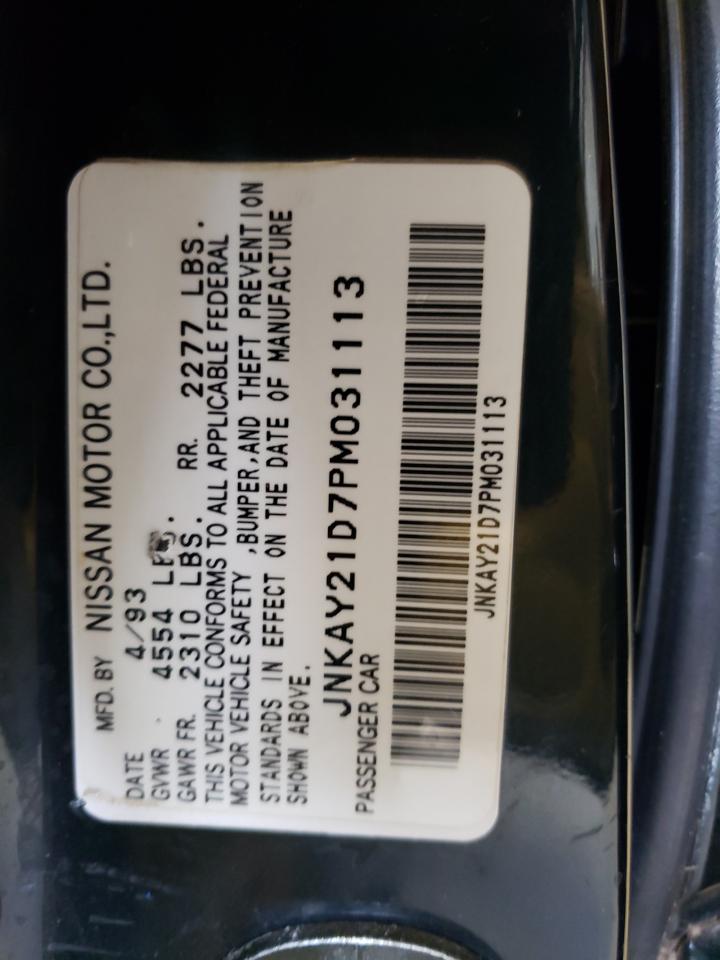 MFD. BY NISSAN MOTOR CO.,LTD.
DATE 4/93
GVWR 4554 LBS.
GAWR FR. 2310 LBS. RR. 2277 LBS.
THIS VEHICLE CONFORMS TO ALL APPLICABLE FEDERAL
MOTOR VEHICLE SAFETY ,BUMPER,AND THEFT PREVENTION
STANDARDS IN EFFECT ON THE DATE OF MANUFACTURE
SHOWN ABOVE.
JNKAY21D7PM031113
PASSENGER CAR
JNKAY21D7PM031113